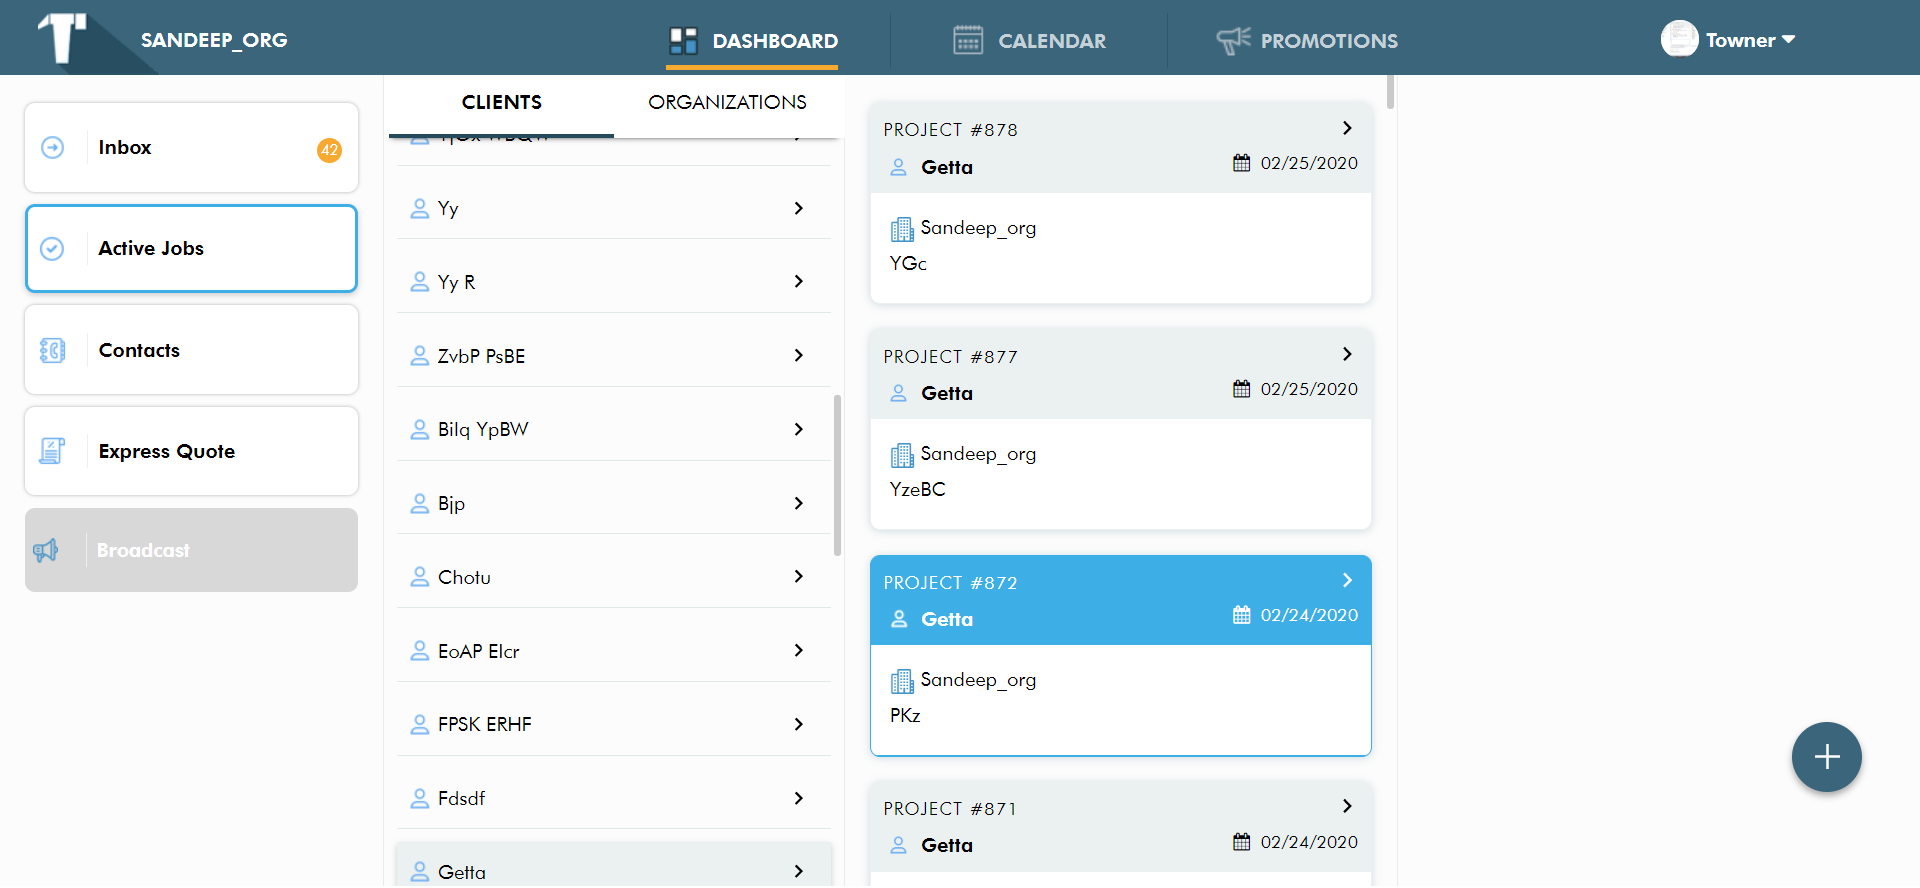 SANDEEP_ORG
DASHBOARD
CALENDAR
PROMOTIONS
Towner
Inbox
42
Active Jobs
Contacts
Express Quote
Broadcast
CLIENTS
ORGANIZATIONS
Yy
Yy R
ZvbP PsBE
Bilq YpBW
Bjp
Chotu
EoAP Elcr
FPSK ERHF
Fdsdf
Getta
PROJECT #878
Getta
02/25/2020
Sandeep_org
YGc
PROJECT #877
Getta
02/25/2020
Sandeep_org
YzeBC
PROJECT #872
Getta
02/24/2020
Sandeep_org
PKz
PROJECT #871
Getta
02/24/2020